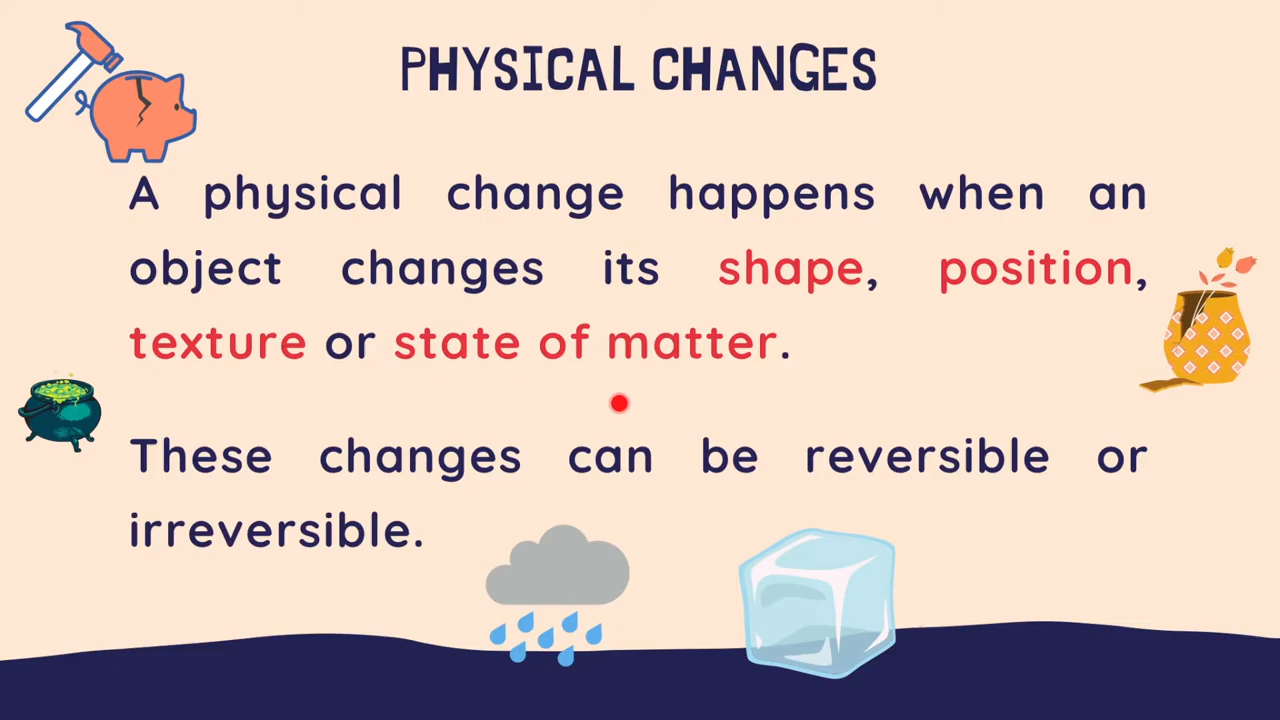 PHYSICAL CHANGES
A physical change happens when an
object changes its shape, position,
texture or state of matter.
These changes can be reversible or
irreversible.